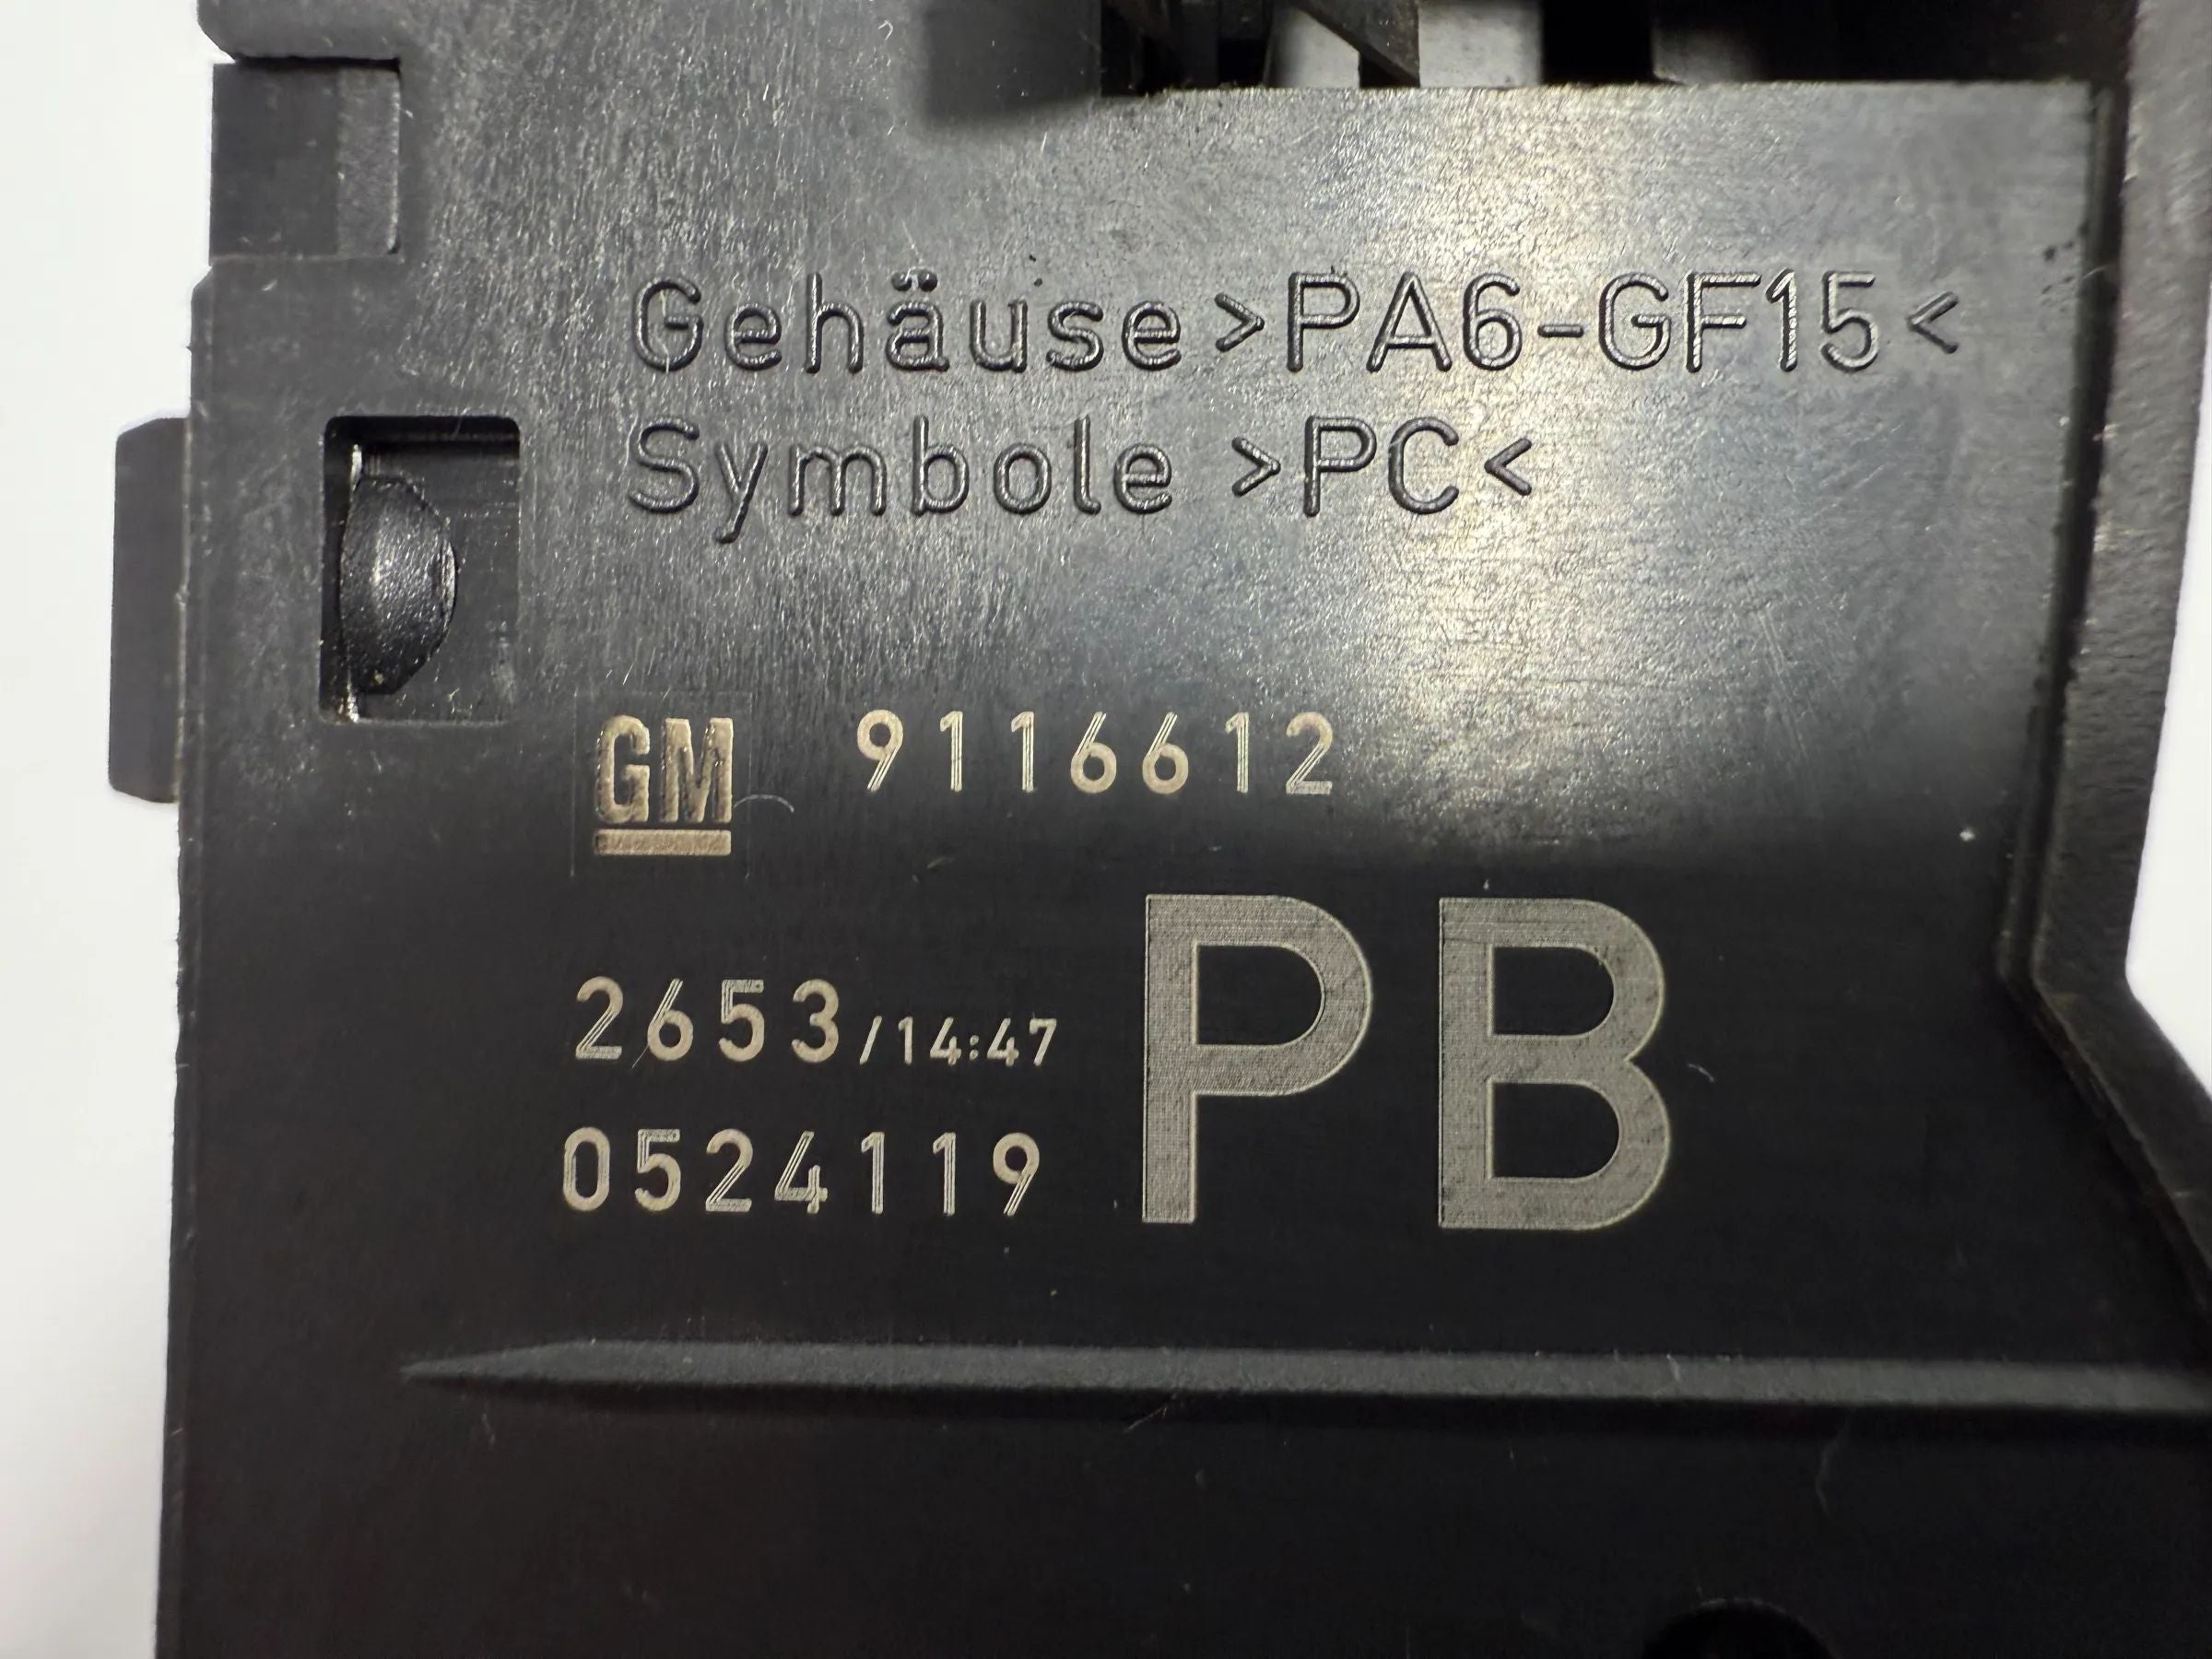 Gehäuse >PA6-GF15<
Symbole >PC<
GM 9116612
2653/14:47
0524119
PB